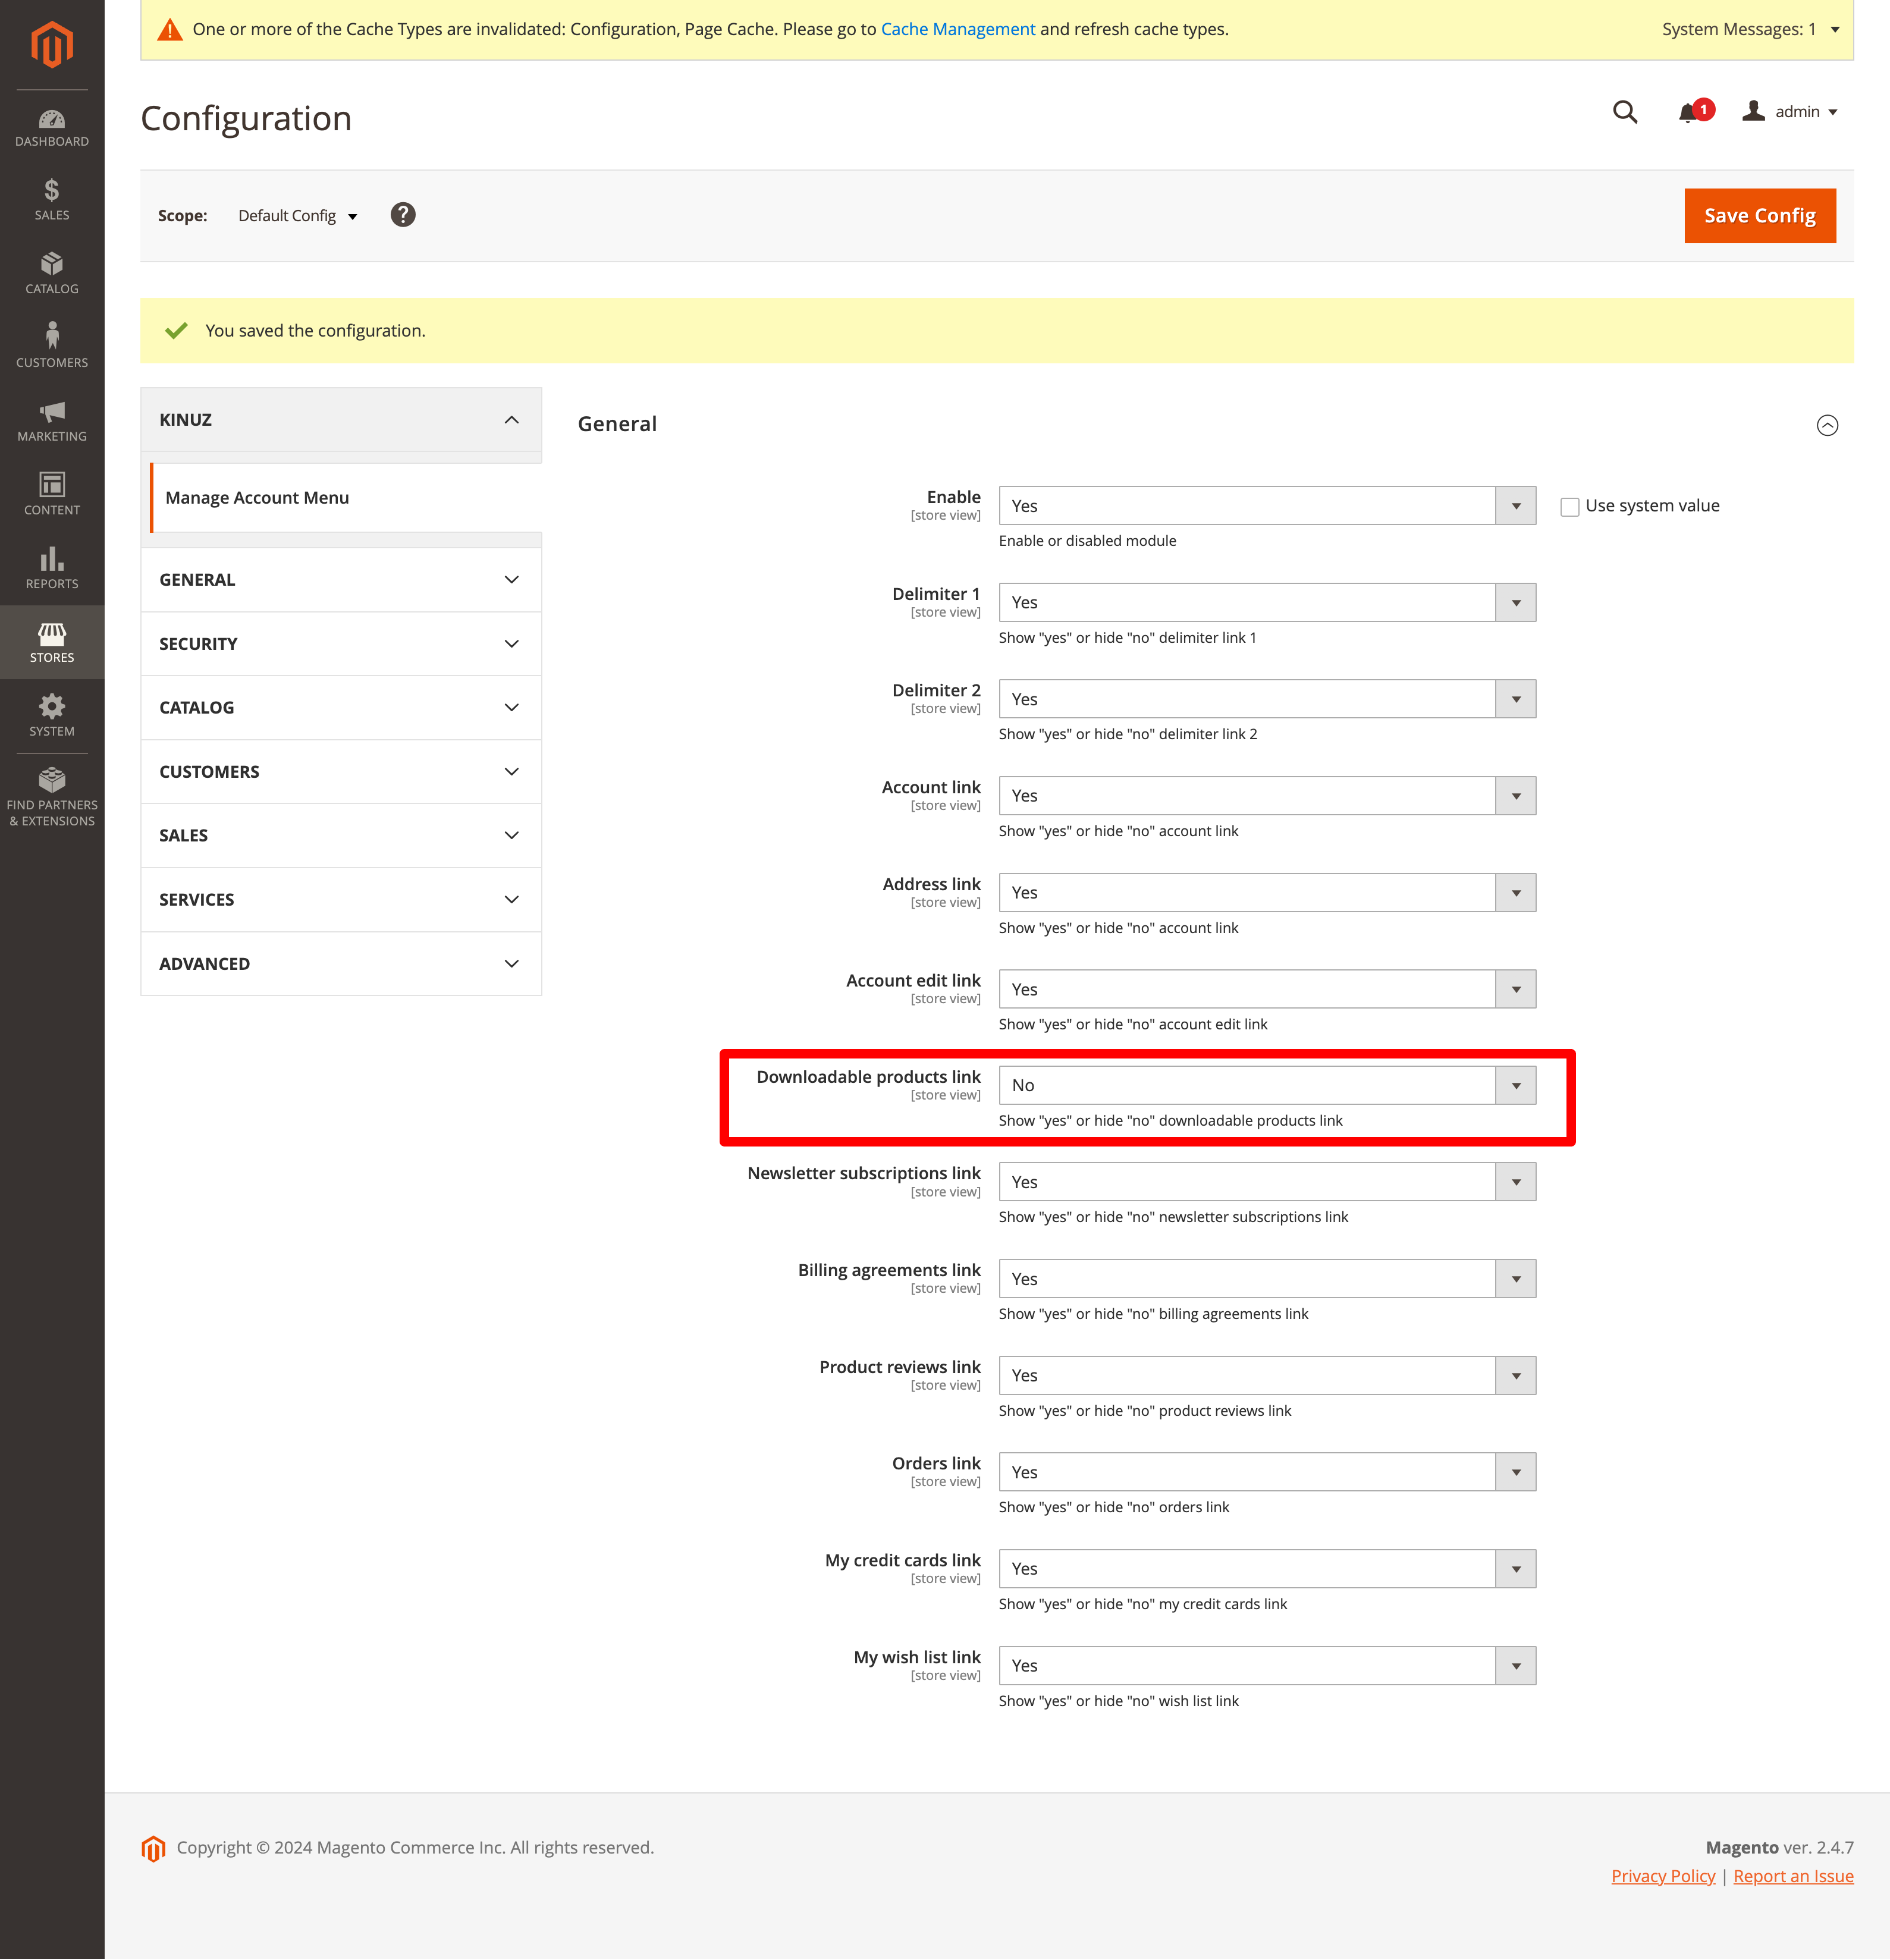 One or more of the Cache Types are invalidated: Configuration, Page Cache. Please go to Cache Management and refresh cache types.
System Messages: 1
Configuration
1
admin
Scope:
Default Config
?
Save Config
You saved the configuration.
DASHBOARD
SALES
CATALOG
CUSTOMERS
MARKETING
CONTENT
REPORTS
STORES
SYSTEM
FIND PARTNERS
& EXTENSIONS
KINUZ
Manage Account Menu
GENERAL
SECURITY
CATALOG
CUSTOMERS
SALES
SERVICES
ADVANCED
General
Enable
[store view]
Yes
Use system value
Enable or disabled module
Delimiter 1
[store view]
Yes
Show "yes" or hide "no" delimiter link 1
Delimiter 2
[store view]
Yes
Show "yes" or hide "no" delimiter link 2
Account link
[store view]
Yes
Show "yes" or hide "no" account link
Address link
[store view]
Yes
Show "yes" or hide "no" account link
Account edit link
[store view]
Yes
Show "yes" or hide "no" account edit link
Downloadable products link
[store view]
No
Show "yes" or hide "no" downloadable products link
Newsletter subscriptions link
[store view]
Yes
Show "yes" or hide "no" newsletter subscriptions link
Billing agreements link
[store view]
Yes
Show "yes" or hide "no" billing agreements link
Product reviews link
[store view]
Yes
Show "yes" or hide "no" product reviews link
Orders link
[store view]
Yes
Show "yes" or hide "no" orders link
My credit cards link
[store view]
Yes
Show "yes" or hide "no" my credit cards link
My wish list link
[store view]
Yes
Show "yes" or hide "no" wish list link
Copyright © 2024 Magento Commerce Inc. All rights reserved.
Magento ver. 2.4.7
Privacy Policy | Report an Issue